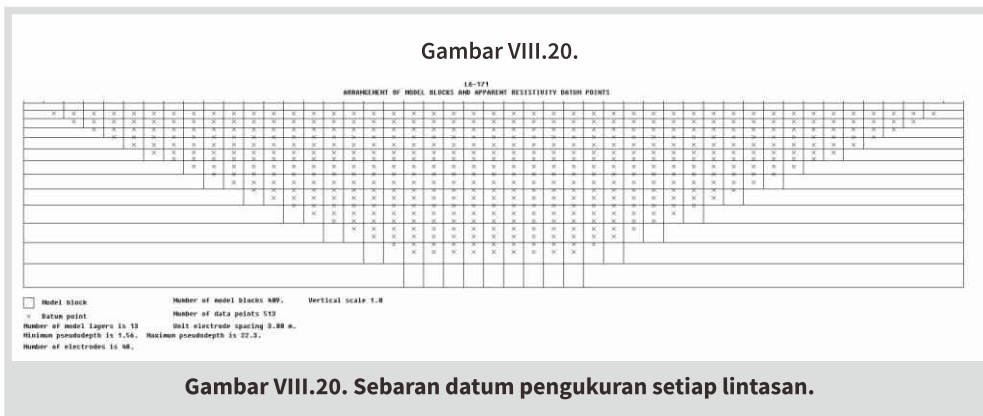 Gambar VIII.20.
L6-171
ARRANGEMENT OF MODEL BLOCKS AND APPARENT RESISTIVITY DATUM POINTS
Model block
Number of model blocks 409. Vertical scale 1.0
Datum point
Number of data points 513
Number of model layers is 13 Unit electrode spacing 3.00 m.
Minimum pseudodepth is 1.56. Maximum pseudodepth is 22.3.
Number of electrodes is 48.
Gambar VIII.20. Sebaran datum pengukuran setiap lintasan.